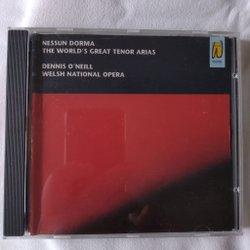 NESSUN DORMA
THE WORLD'S GREAT TENOR ARIAS
DENNIS O'NEILL
WELSH NATIONAL OPERA